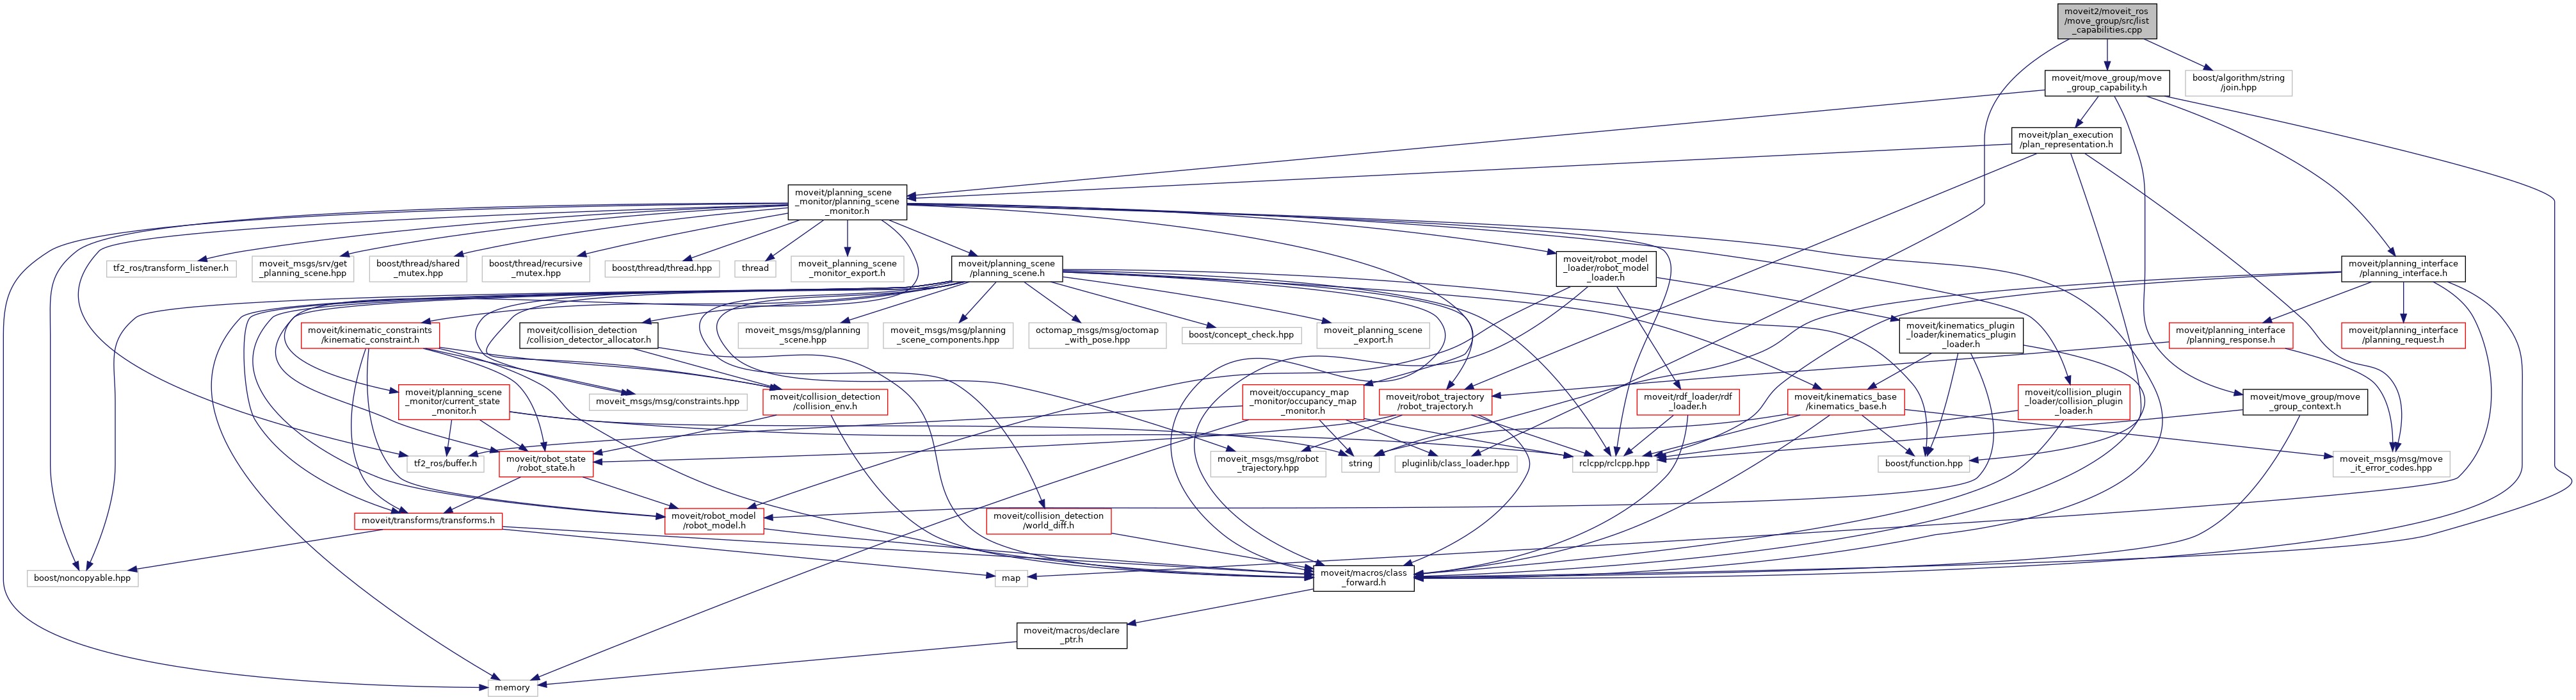 moveit2/moveit_ros
/move_group/src/list
_capabilities.cpp
moveit/move_group/move
_group_capability.h
boost/algorithm/string
/join.hpp
moveit/plan_execution
/plan_representation.h
moveit/planning_scene
_monitor/planning_scene
_monitor.h
tf2_ros/transform_listener.h
moveit_msgs/srv/get
_planning_scene.hpp
boost/thread/shared
_mutex.hpp
boost/thread/recursive
_mutex.hpp
boost/thread/thread.hpp
thread
moveit_planning_scene
_monitor_export.h
moveit/planning_scene
/planning_scene.h
moveit/robot_model
_loader/robot_model
_loader.h
moveit/planning_interface
/planning_interface.h
moveit/kinematic_constraints
/kinematic_constraint.h
moveit/collision_detection
/collision_detector_allocator.h
moveit_msgs/msg/planning
_scene.hpp
moveit_msgs/msg/planning
_scene_components.hpp
octomap_msgs/msg/octomap
_with_pose.hpp
boost/concept_check.hpp
moveit_planning_scene
_export.h
moveit/kinematics_plugin
_loader/kinematics_plugin
_loader.h
moveit/planning_interface
/planning_response.h
moveit/planning_interface
/planning_request.h
moveit/planning_scene
_monitor/current_state
_monitor.h
moveit_msgs/msg/constraints.hpp
moveit/collision_detection
/collision_env.h
moveit/occupancy_map
_monitor/occupancy_map
_monitor.h
moveit/robot_trajectory
/robot_trajectory.h
moveit/rdf_loader/rdf
_loader.h
moveit/kinematics_base
/kinematics_base.h
moveit/collision_plugin
_loader/collision_plugin
_loader.h
moveit/move_group/move
_group_context.h
tf2_ros/buffer.h
moveit/robot_state
/robot_state.h
moveit_msgs/msg/robot
_trajectory.hpp
string
pluginlib/class_loader.hpp
rclcpp/rclcpp.hpp
boost/function.hpp
moveit_msgs/msg/move
_it_error_codes.hpp
moveit/transforms/transforms.h
moveit/robot_model
/robot_model.h
moveit/collision_detection
/world_diff.h
boost/noncopyable.hpp
map
moveit/macros/class
_forward.h
moveit/macros/declare
_ptr.h
memory